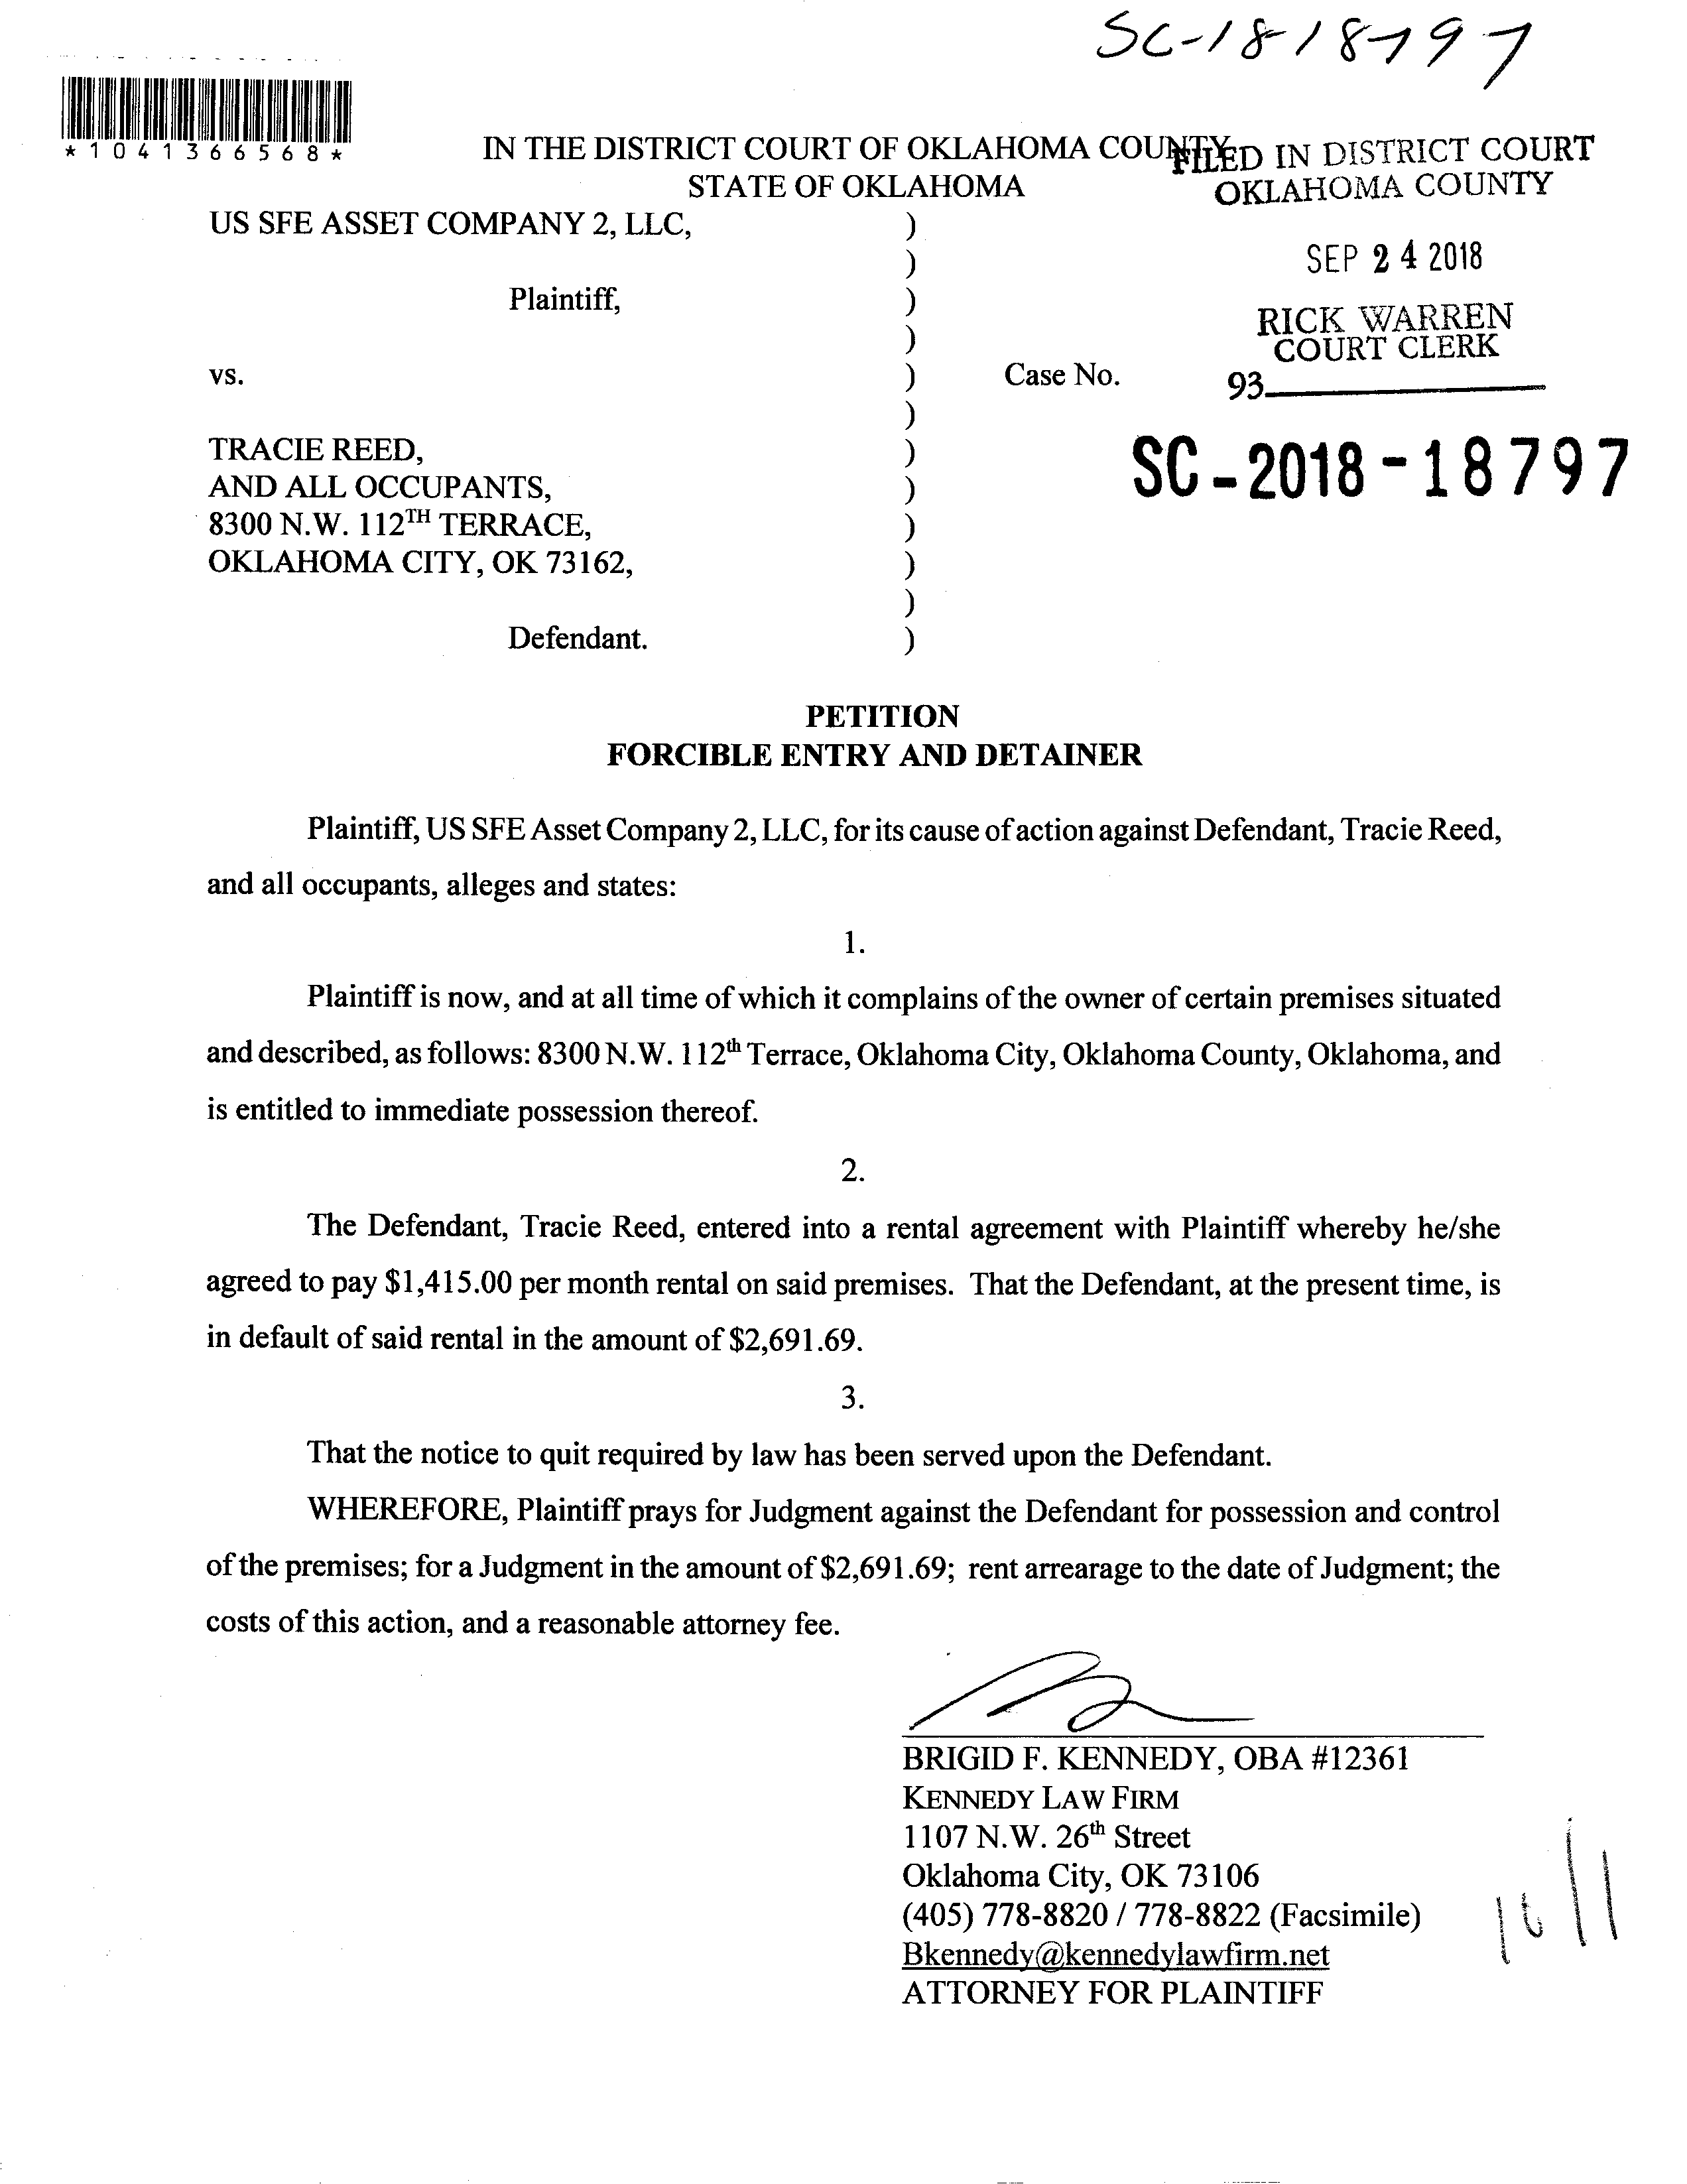 SC-18-18797
*1041366568*
IN THE DISTRICT COURT OF OKLAHOMA COUNTY
STATE OF OKLAHOMA
FILED IN DISTRICT COURT
OKLAHOMA COUNTY
SEP 24 2018
RICK WARREN
COURT CLERK
93
US SFE ASSET COMPANY 2, LLC, )
)
Plaintiff, )
)
vs. ) Case No.
)
SC-2018-18797
TRACIE REED, )
AND ALL OCCUPANTS, )
8300 N.W. 112TH TERRACE, )
OKLAHOMA CITY, OK 73162, )
)
Defendant. )
PETITION
FORCIBLE ENTRY AND DETAINER
Plaintiff, US SFE Asset Company 2, LLC, for its cause of action against Defendant, Tracie Reed,
and all occupants, alleges and states:
1.
Plaintiff is now, and at all time of which it complains of the owner of certain premises situated
and described, as follows: 8300 N.W. 112th Terrace, Oklahoma City, Oklahoma County, Oklahoma, and
is entitled to immediate possession thereof.
2.
The Defendant, Tracie Reed, entered into a rental agreement with Plaintiff whereby he/she
agreed to pay $1,415.00 per month rental on said premises. That the Defendant, at the present time, is
in default of said rental in the amount of $2,691.69.
3.
That the notice to quit required by law has been served upon the Defendant.
WHEREFORE, Plaintiff prays for Judgment against the Defendant for possession and control
of the premises; for a Judgment in the amount of $2,691.69; rent arrearage to the date of Judgment; the
costs of this action, and a reasonable attorney fee.
BRIGID F. KENNEDY, OBA #12361
KENNEDY LAW FIRM
1107 N.W. 26th Street
Oklahoma City, OK 73106
(405) 778-8820 / 778-8822 (Facsimile)
Bkennedy@kennedylawfirm.net
ATTORNEY FOR PLAINTIFF